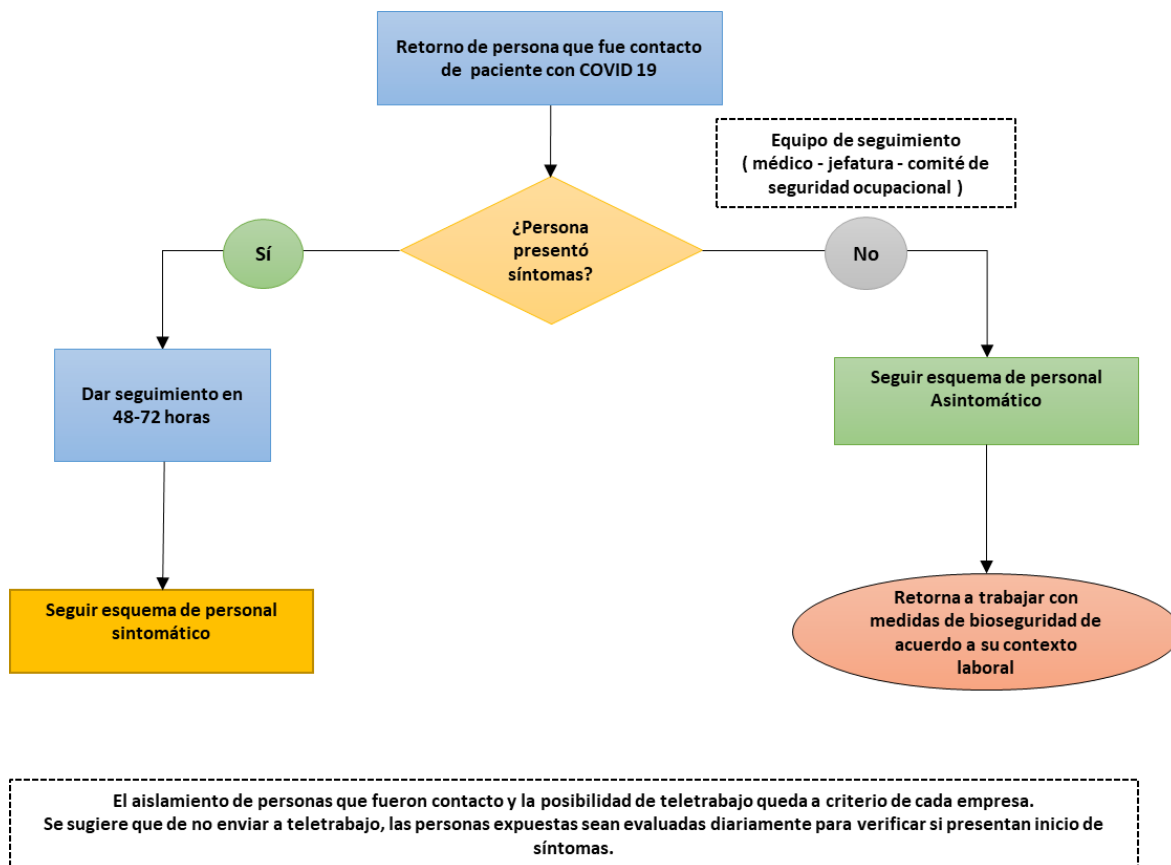 Retorno de persona que fue contacto
de paciente con COVID 19
Equipo de seguimiento
( médico - jefatura - comité de
seguridad ocupacional )
¿Persona
presentó
síntomas?
Sí
No
Dar seguimiento en
48-72 horas
Seguir esquema de personal
Asintomático
Seguir esquema de personal
sintomático
Retorna a trabajar con
medidas de bioseguridad de
acuerdo a su contexto
laboral
El aislamiento de personas que fueron contacto y la posibilidad de teletrabajo queda a criterio de cada empresa.
Se sugiere que de no enviar a teletrabajo, las personas expuestas sean evaluadas diariamente para verificar si presentan inicio de
síntomas.